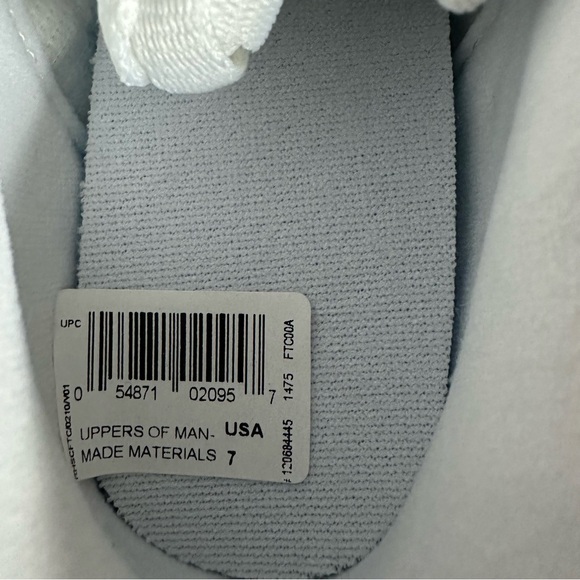 UPC
0 54871 02095 7
UPPERS OF MAN- USA
MADE MATERIALS 7
# 120684445 1475 FTC00A